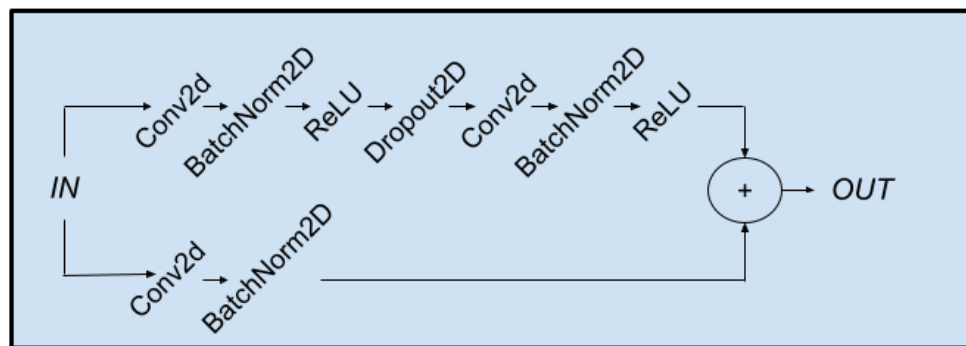 Conv2d
BatchNorm2D
ReLU
Dropout2D
Conv2d
BatchNorm2D
ReLU
IN
+
OUT
Conv2d
BatchNorm2D